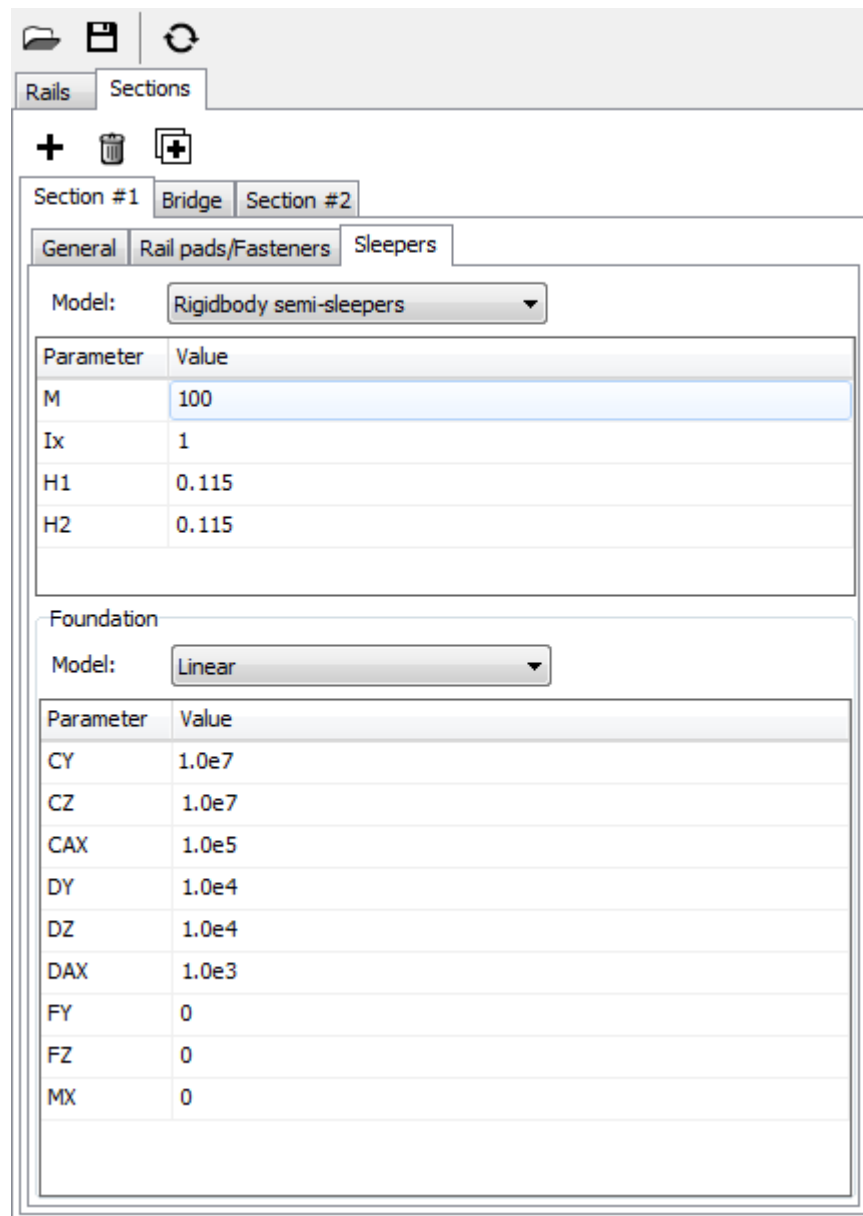 Rails Sections
Section #1 Bridge Section #2
General Rail pads/Fasteners Sleepers
Model: Rigidbody semi-sleepers
Parameter Value
M 100
Ix 1
H1 0.115
H2 0.115
Foundation
Model: Linear
Parameter Value
CY 1.0e7
CZ 1.0e7
CAX 1.0e5
DY 1.0e4
DZ 1.0e4
DAX 1.0e3
FY 0
FZ 0
MX 0